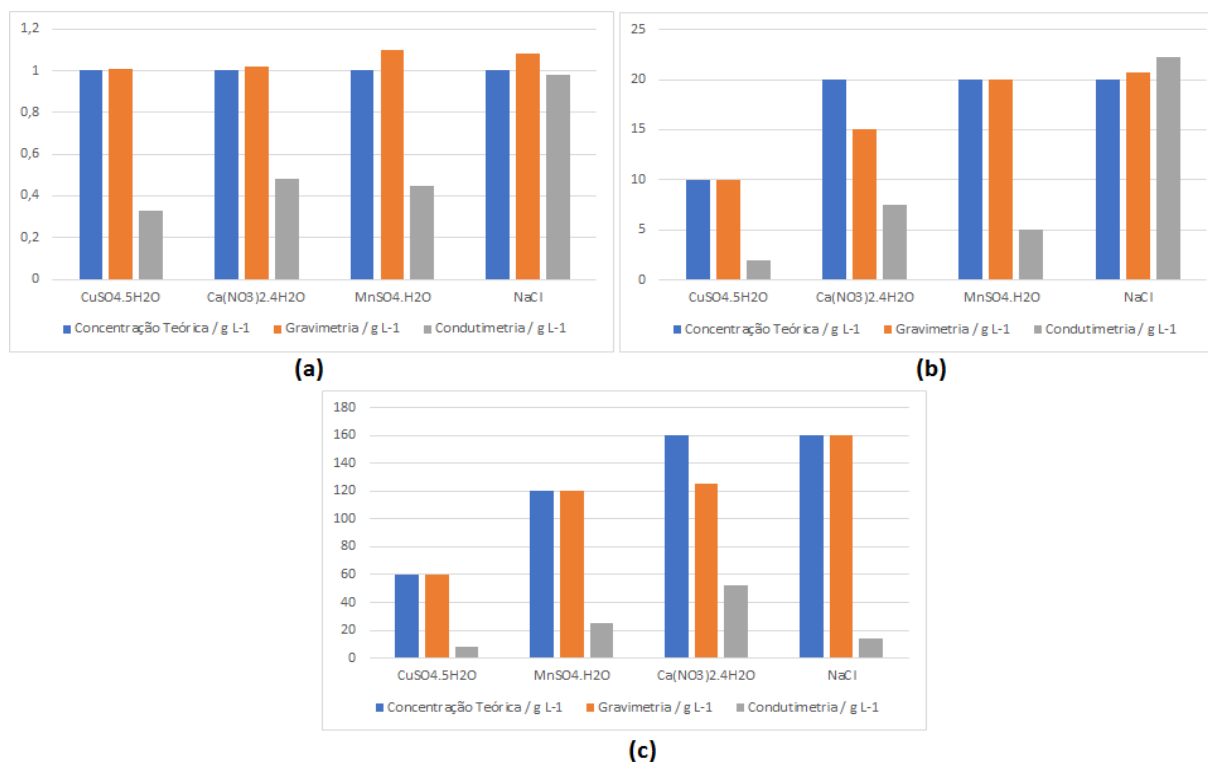 1,2
1
0,8
0,6
0,4
0,2
0
CuSO4.5H2O Ca(NO3)2.4H2O MnSO4.H2O NaCl
Concentração Teórica / g L-1 Gravimetria / g L-1 Condutimetria / g L-1
(a)
25
20
15
10
5
0
CuSO4.5H2O Ca(NO3)2.4H2O MnSO4.H2O NaCl
Concentração Teórica / g L-1 Gravimetria / g L-1 Condutimetria / g L-1
(b)
180
160
140
120
100
80
60
40
20
0
CuSO4.5H2O MnSO4.H2O Ca(NO3)2.4H2O NaCl
Concentração Teórica / g L-1 Gravimetria / g L-1 Condutimetria / g L-1
(c)